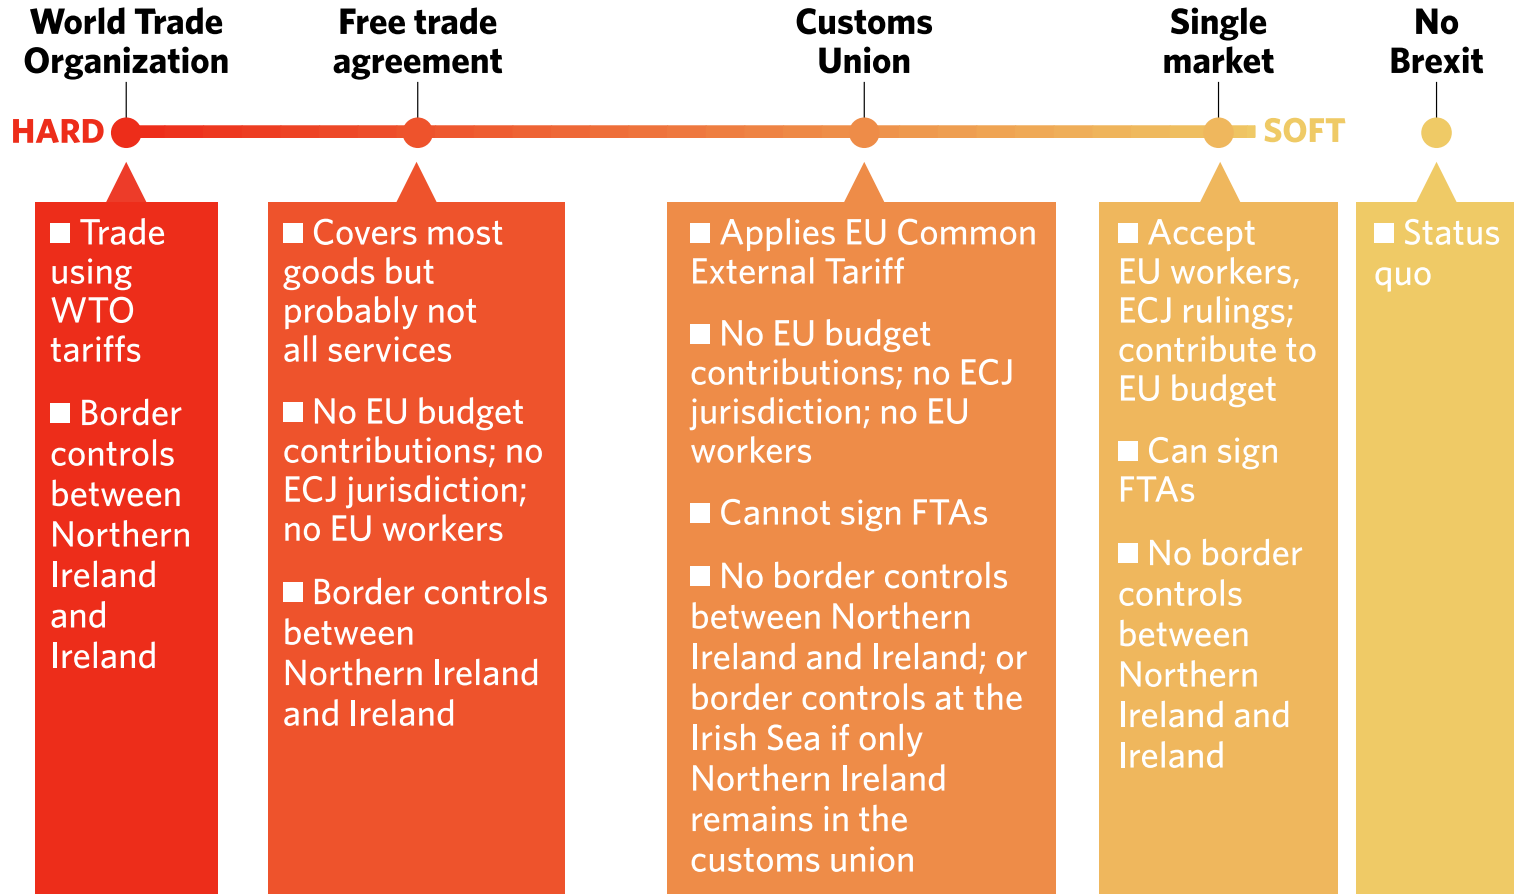 World Trade
Organization
Free trade
agreement
Customs
Union
Single
market
No
Brexit
HARD
SOFT
■ Trade
using
WTO
tariffs
■ Border
controls
between
Northern
Ireland
and
Ireland
■ Covers most
goods but
probably not
all services
■ No EU budget
contributions; no
ECJ jurisdiction;
no EU workers
■ Border controls
between
Northern Ireland
and Ireland
■ Applies EU Common
External Tariff
■ No EU budget
contributions; no ECJ
jurisdiction; no EU
workers
■ Cannot sign FTAs
■ No border controls
between Northern
Ireland and Ireland; or
border controls at the
Irish Sea if only
Northern Ireland
remains in the
customs union
■ Accept
EU workers,
ECJ rulings;
contribute to
EU budget
■ Can sign
FTAs
■ No border
controls
between
Northern
Ireland and
Ireland
■ Status
quo